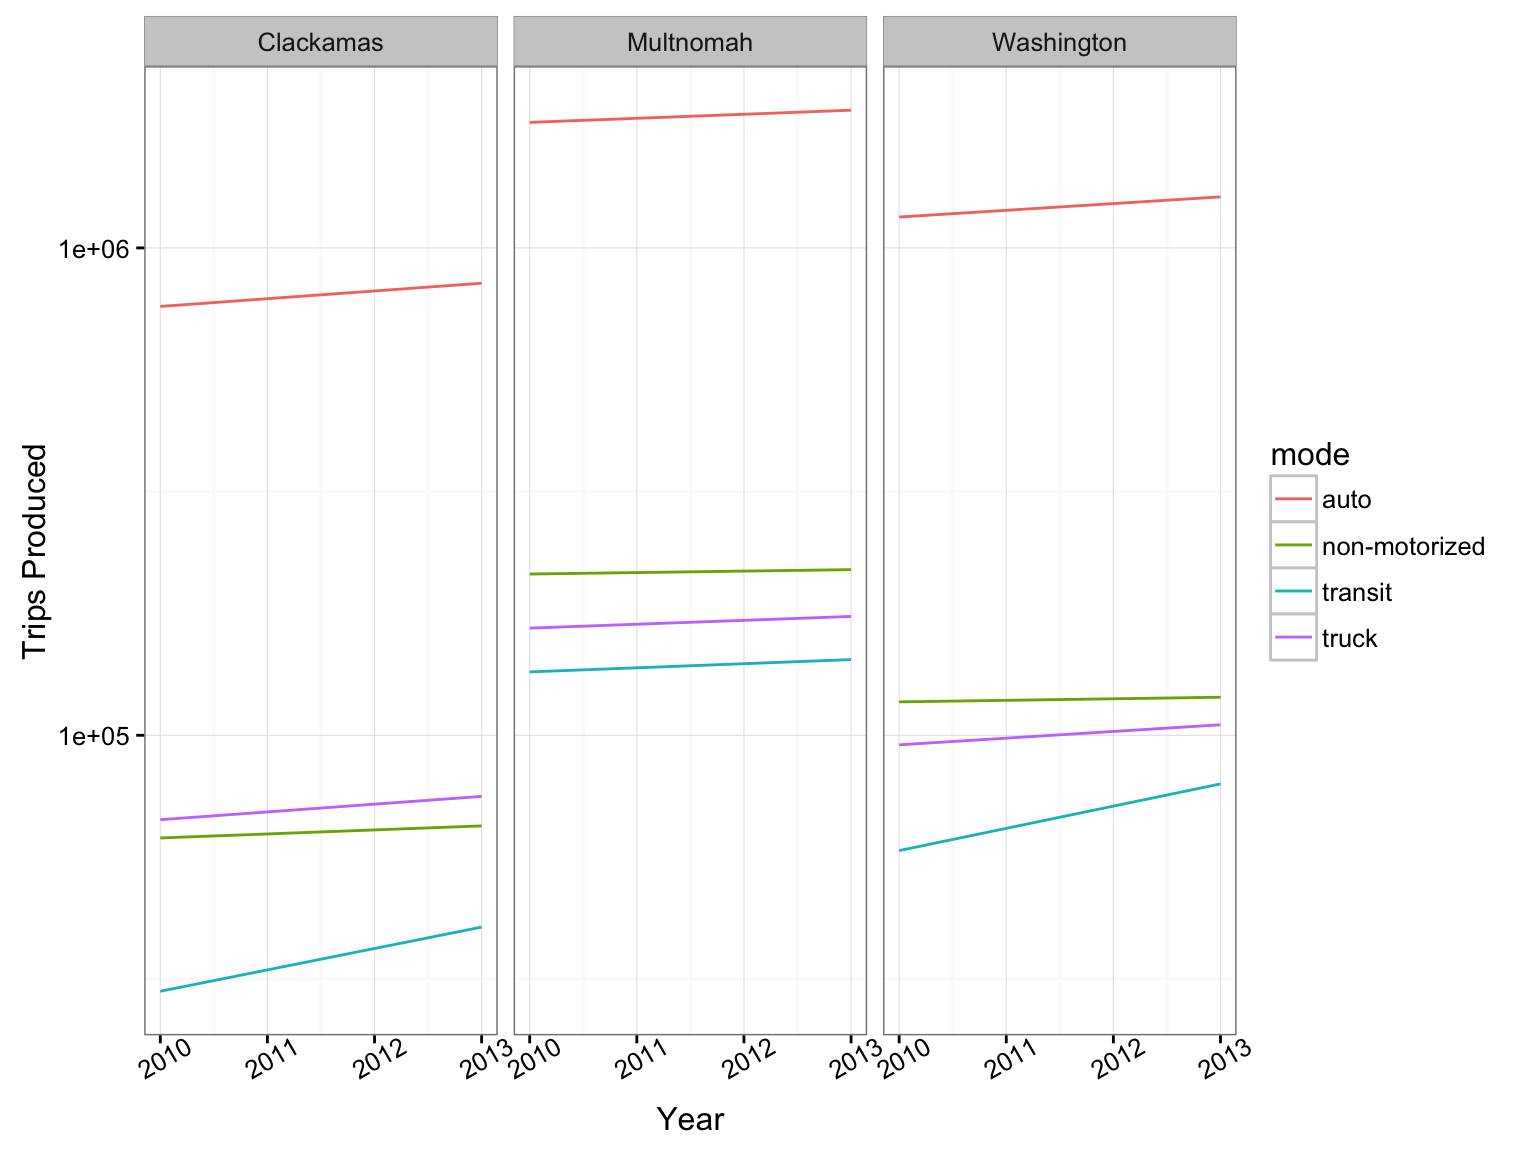 Clackamas
Multnomah
Washington
1e+06
1e+05
Trips Produced
2010
2011
2012
2013
2010
2011
2012
2013
2010
2011
2012
2013
Year
mode
auto
non-motorized
transit
truck